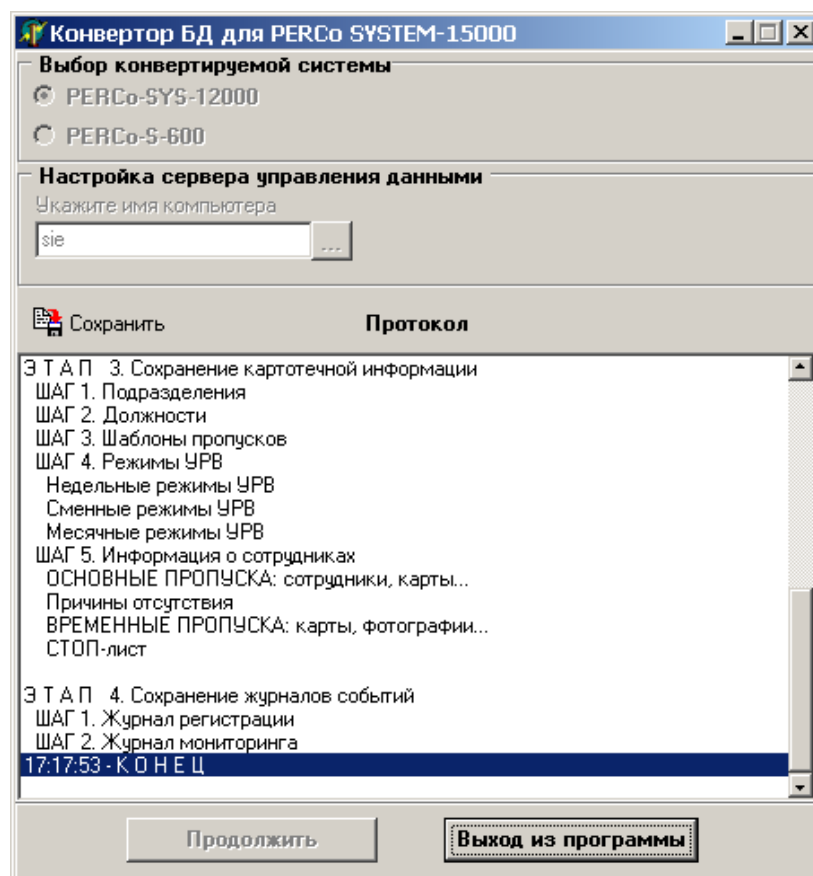 Конвертор БД для PERCo SYSTEM-15000
Выбор конвертируемой системы
PERCo-SYS-12000
PERCo-S-600
Настройка сервера управления данными
Укажите имя компьютера
sie
...
Сохранить
Протокол
Э Т А П 3. Сохранение картотечной информации
ШАГ 1. Подразделения
ШАГ 2. Должности
ШАГ 3. Шаблоны пропусков
ШАГ 4. Режимы УРВ
Недельные режимы УРВ
Сменные режимы УРВ
Месячные режимы УРВ
ШАГ 5. Информация о сотрудниках
ОСНОВНЫЕ ПРОПУСКА: сотрудники, карты...
Причины отсутствия
ВРЕМЕННЫЕ ПРОПУСКА: карты, фотографии...
СТОП-лист
Э Т А П 4. Сохранение журналов событий
ШАГ 1. Журнал регистрации
ШАГ 2. Журнал мониторинга
17:17:53 - К О Н Е Ц
Продолжить
Выход из программы